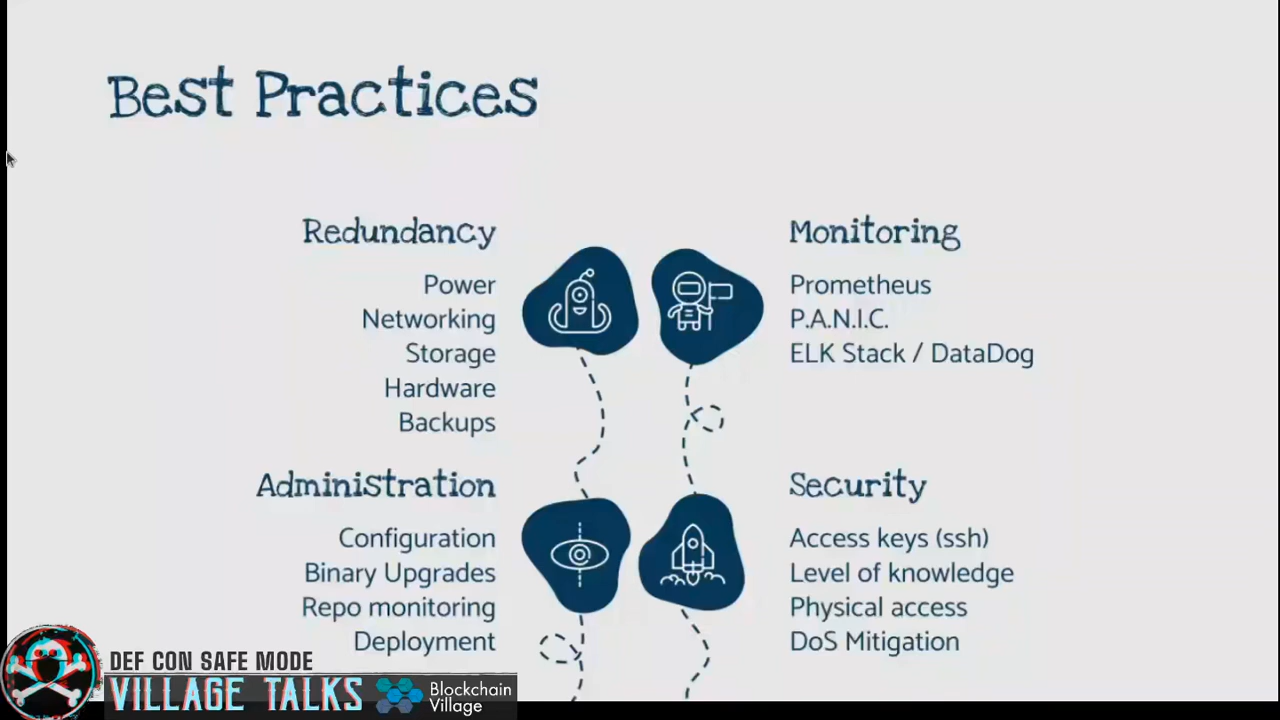 Best Practices
Redundancy
Power
Networking
Storage
Hardware
Backups
Monitoring
Prometheus
P.A.N.I.C.
ELK Stack / DataDog
Administration
Configuration
Binary Upgrades
Repo monitoring
Deployment
Security
Access keys (ssh)
Level of knowledge
Physical access
DoS Mitigation
DEF CON SAFE MODE
VILLAGE TALKS
Blockchain
Village